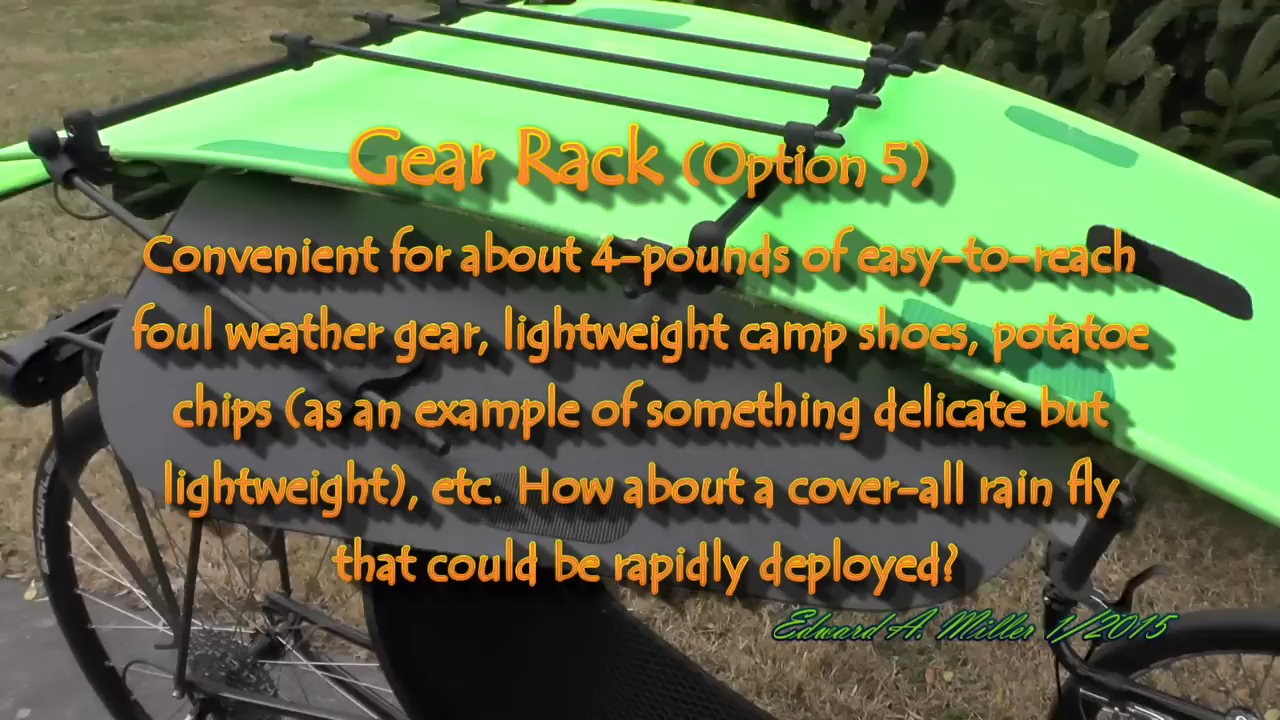 Gear Rack (Option 5)
Convenient for about 4-pounds of easy-to-reach
foul weather gear, lightweight camp shoes, potatoe
chips (as an example of something delicate but
lightweight), etc. How about a cover-all rain fly
that could be rapidly deployed?
Edward A. Miller 1/2015